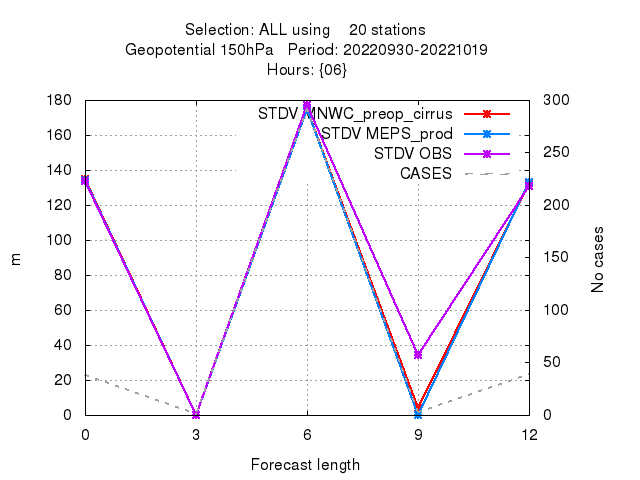 Selection: ALL using    20 stations
Geopotential 150hPa   Period: 20220930-20221019
Hours: {06}
180 300
STDV MNWC_preop_cirrus
160
STDV MEPS_prod
140 250
STDV OBS
CASES
120 200
100
m
No cases
80 150
60 100
40
20 50
0 0
0 3 6 9 12
Forecast length